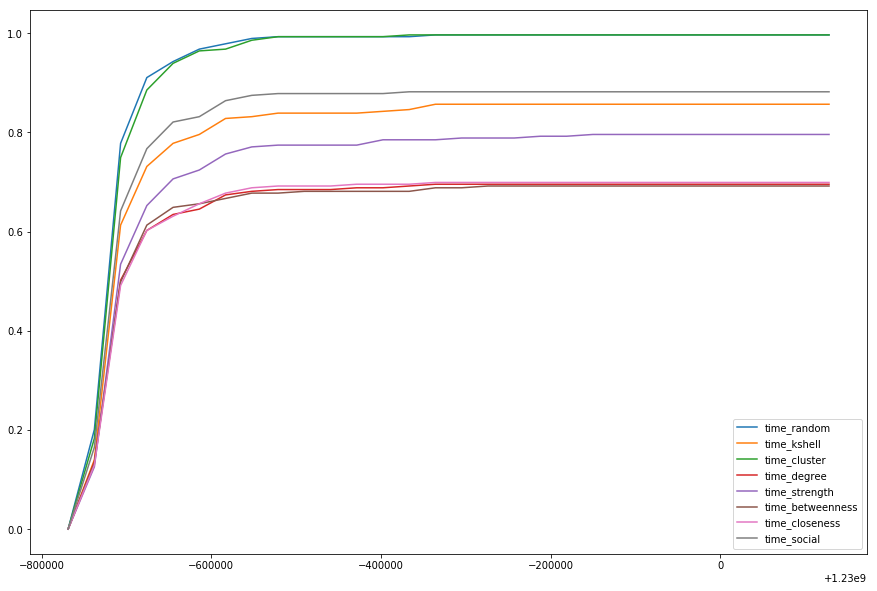 1.0
0.8
0.6
0.4
0.2
0.0
time_random
time_kshell
time_cluster
time_degree
time_strength
time_betweenness
time_closeness
time_social
−800000 −600000 −400000 −200000 0
+1.23e9